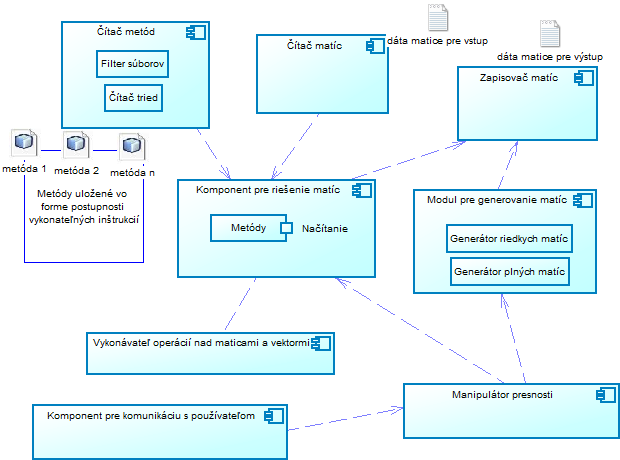 Čítač metód
Filter súborov
Čítač tried
Čítač matíc
dáta matice pre vstup
dáta matice pre výstup
Zapisovač matíc
metóda 1
metóda 2
metóda n
Metódy uložené vo
forme postupnosti
vykonateľných inštrukcií
Komponent pre riešenie matíc
Metódy
Načítanie
Modul pre generovanie matíc
Generátor riedkych matíc
Generátor plných matíc
Vykonávateľ operácií nad maticami a vektormi
Manipulátor presnosti
Komponent pre komunikáciu s používateľom